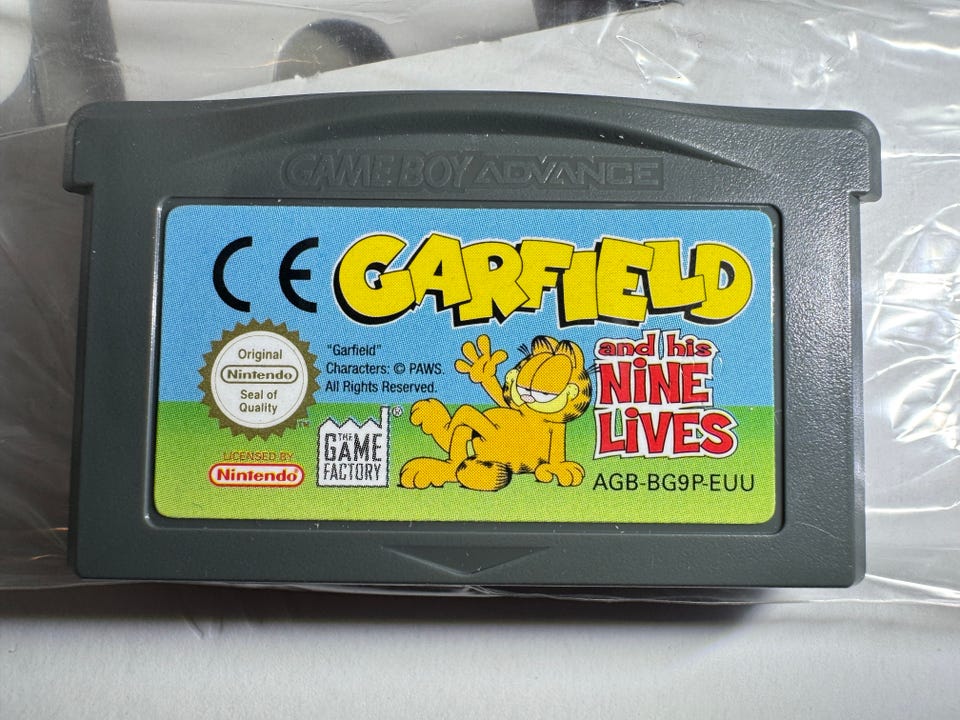 GAME BOY ADVANCE
CE GARFIELD
and his
NiNE
LiVES
Original
Nintendo
Seal of
Quality
™
"Garfield"
Characters: © PAWS.
All Rights Reserved.
LICENSED BY
Nintendo
THE
GAME
FACTORY
®
AGB-BG9P-EUU